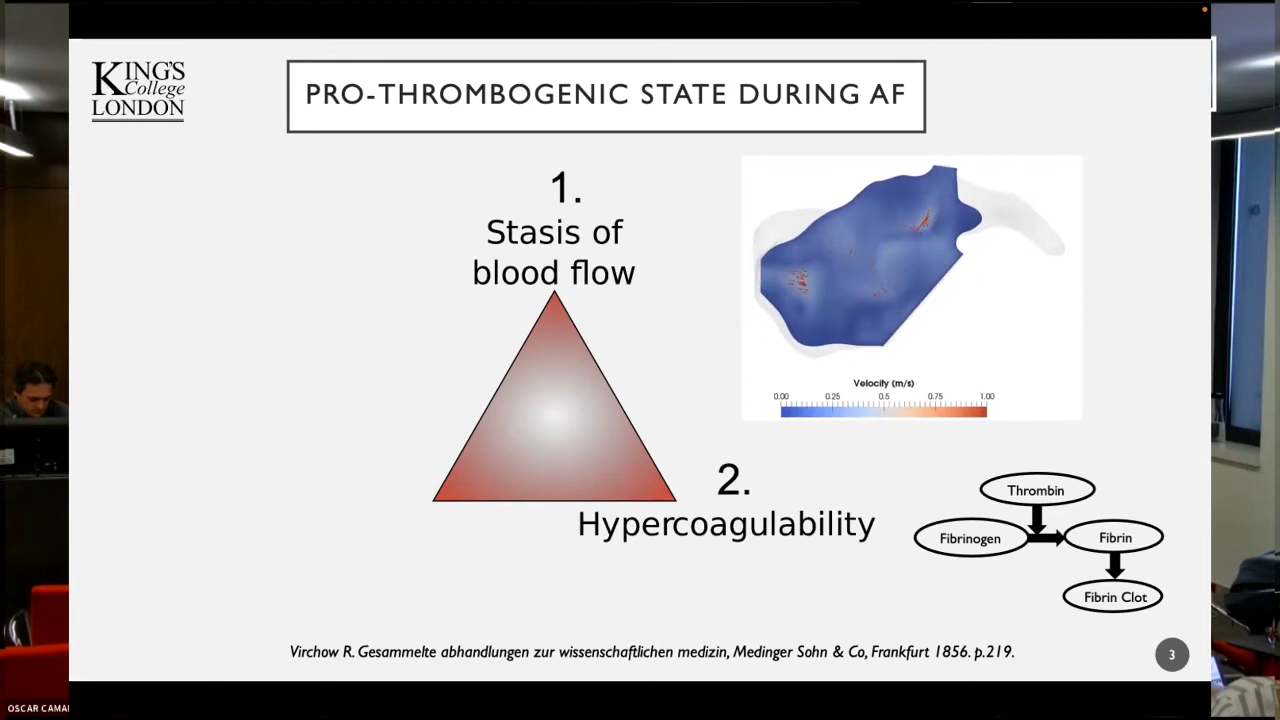 KING'S
College
LONDON
PRO-THROMBOGENIC STATE DURING AF
1.
Stasis of
blood flow
Velocity (m/s)
0.00 0.25 0.5 0.75 1.00
2.
Hypercoagulability
Thrombin
Fibrinogen
Fibrin
Fibrin Clot
Virchow R. Gesammelte abhandlungen zur wissenschaftlichen medizin, Medinger Sohn & Co, Frankfurt 1856. p.219.
3
OSCAR CAMA